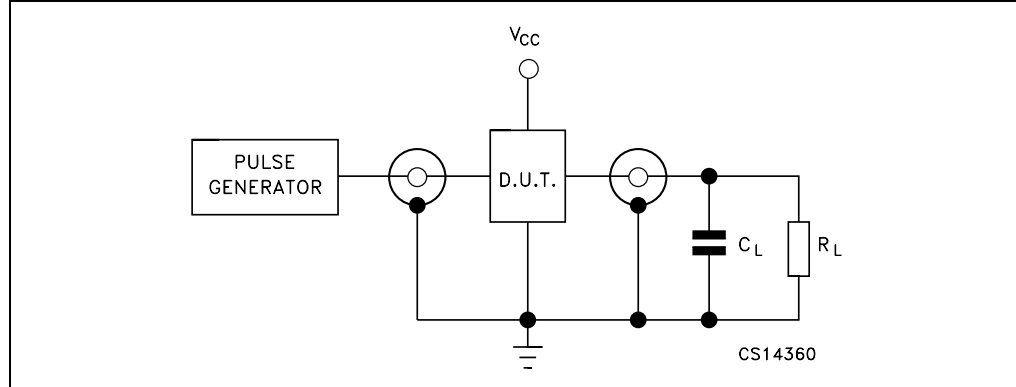 VCC
PULSE
GENERATOR
D.U.T.
CL
RL
CS14360